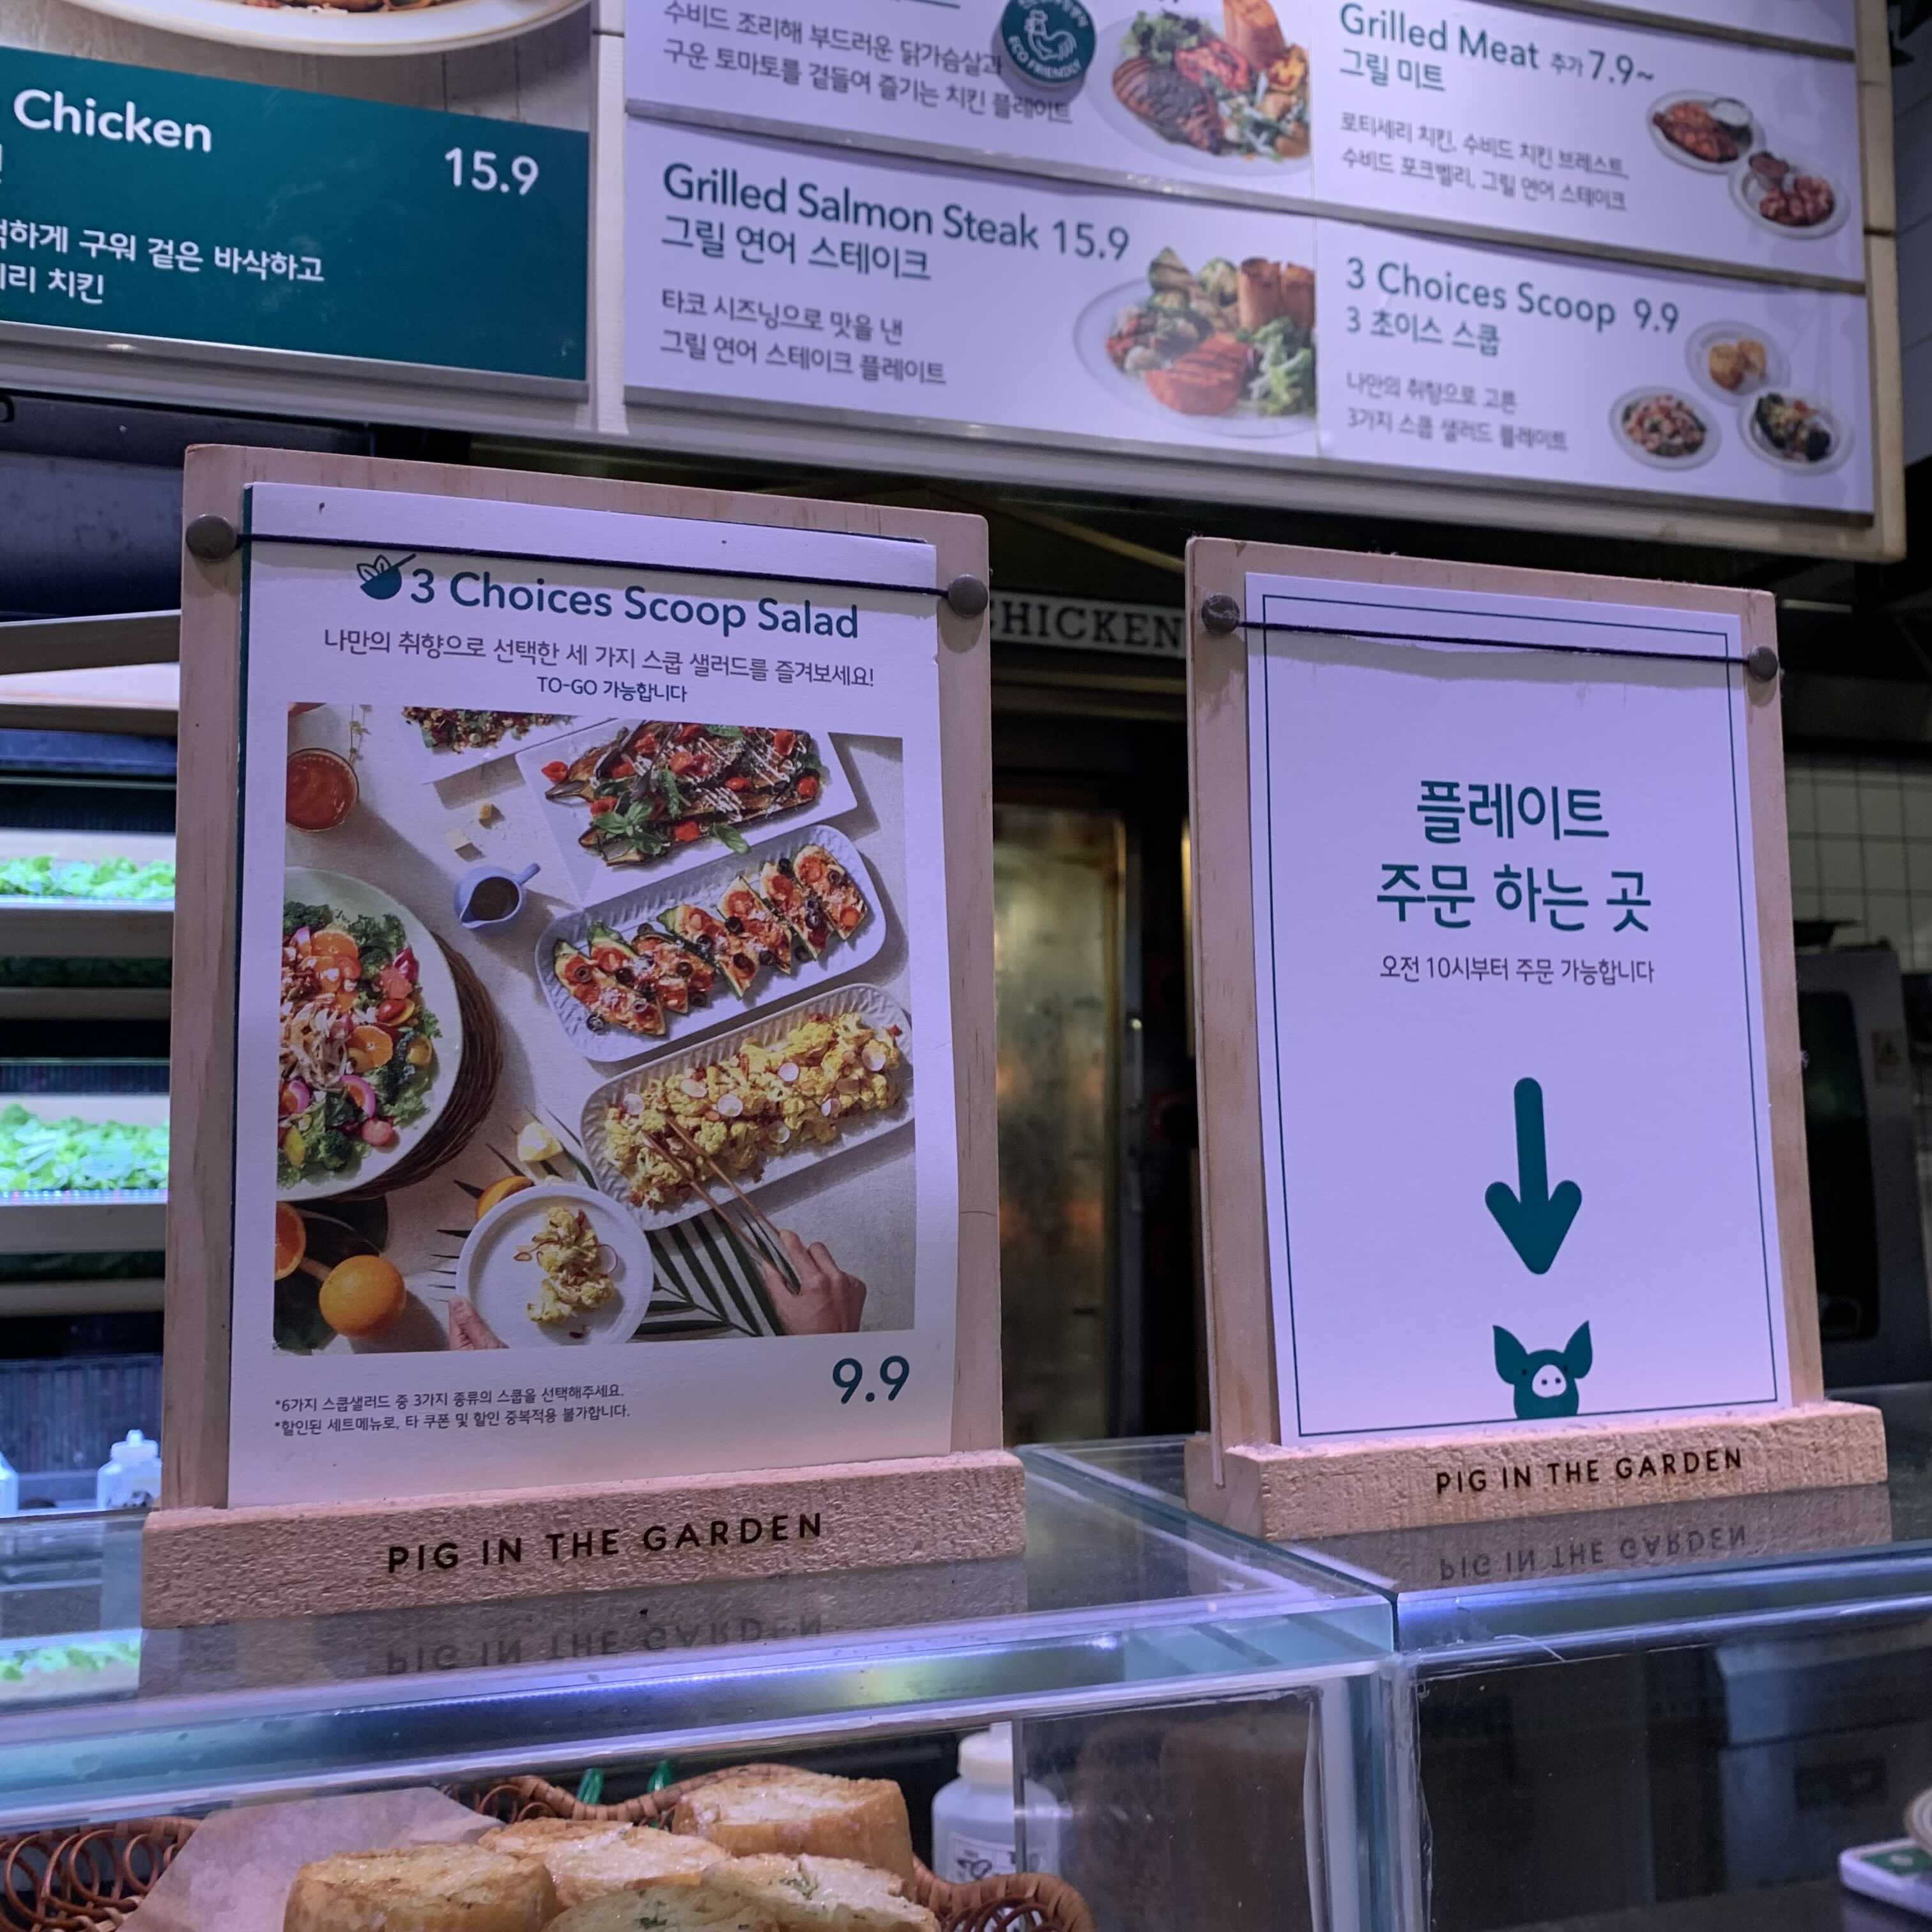 Chicken
15.9
하게 구워 겉은 바삭하고
리 치킨
수비드 조리해 부드러운 닭가슴살과
구운 토마토를 곁들여 즐기는 치킨 플레이트
ECO FRIENDLY
Grilled Salmon Steak 15.9
그릴 연어 스테이크
타코 시즈닝으로 맛을 낸
그릴 연어 스테이크 플레이트
Grilled Meat 추가 7.9~
그릴 미트
로티세리 치킨, 수비드 치킨 브레스트,
수비드 포크벨리, 그릴 연어 스테이크
3 Choices Scoop 9.9
3 초이스 스쿱
나만의 취향으로 고른
3가지 스쿱 샐러드 플레이트
CHICKEN
3 Choices Scoop Salad
나만의 취향으로 선택한 세 가지 스쿱 샐러드를 즐겨보세요!
TO-GO 가능합니다
9.9
*6가지 스쿱샐러드 중 3가지 종류의 스쿱을 선택해주세요.
*할인된 세트메뉴로, 타 쿠폰 및 할인 중복적용 불가합니다.
PIG IN THE GARDEN
플레이트
주문 하는 곳
오전 10시부터 주문 가능합니다
PIG IN THE GARDEN